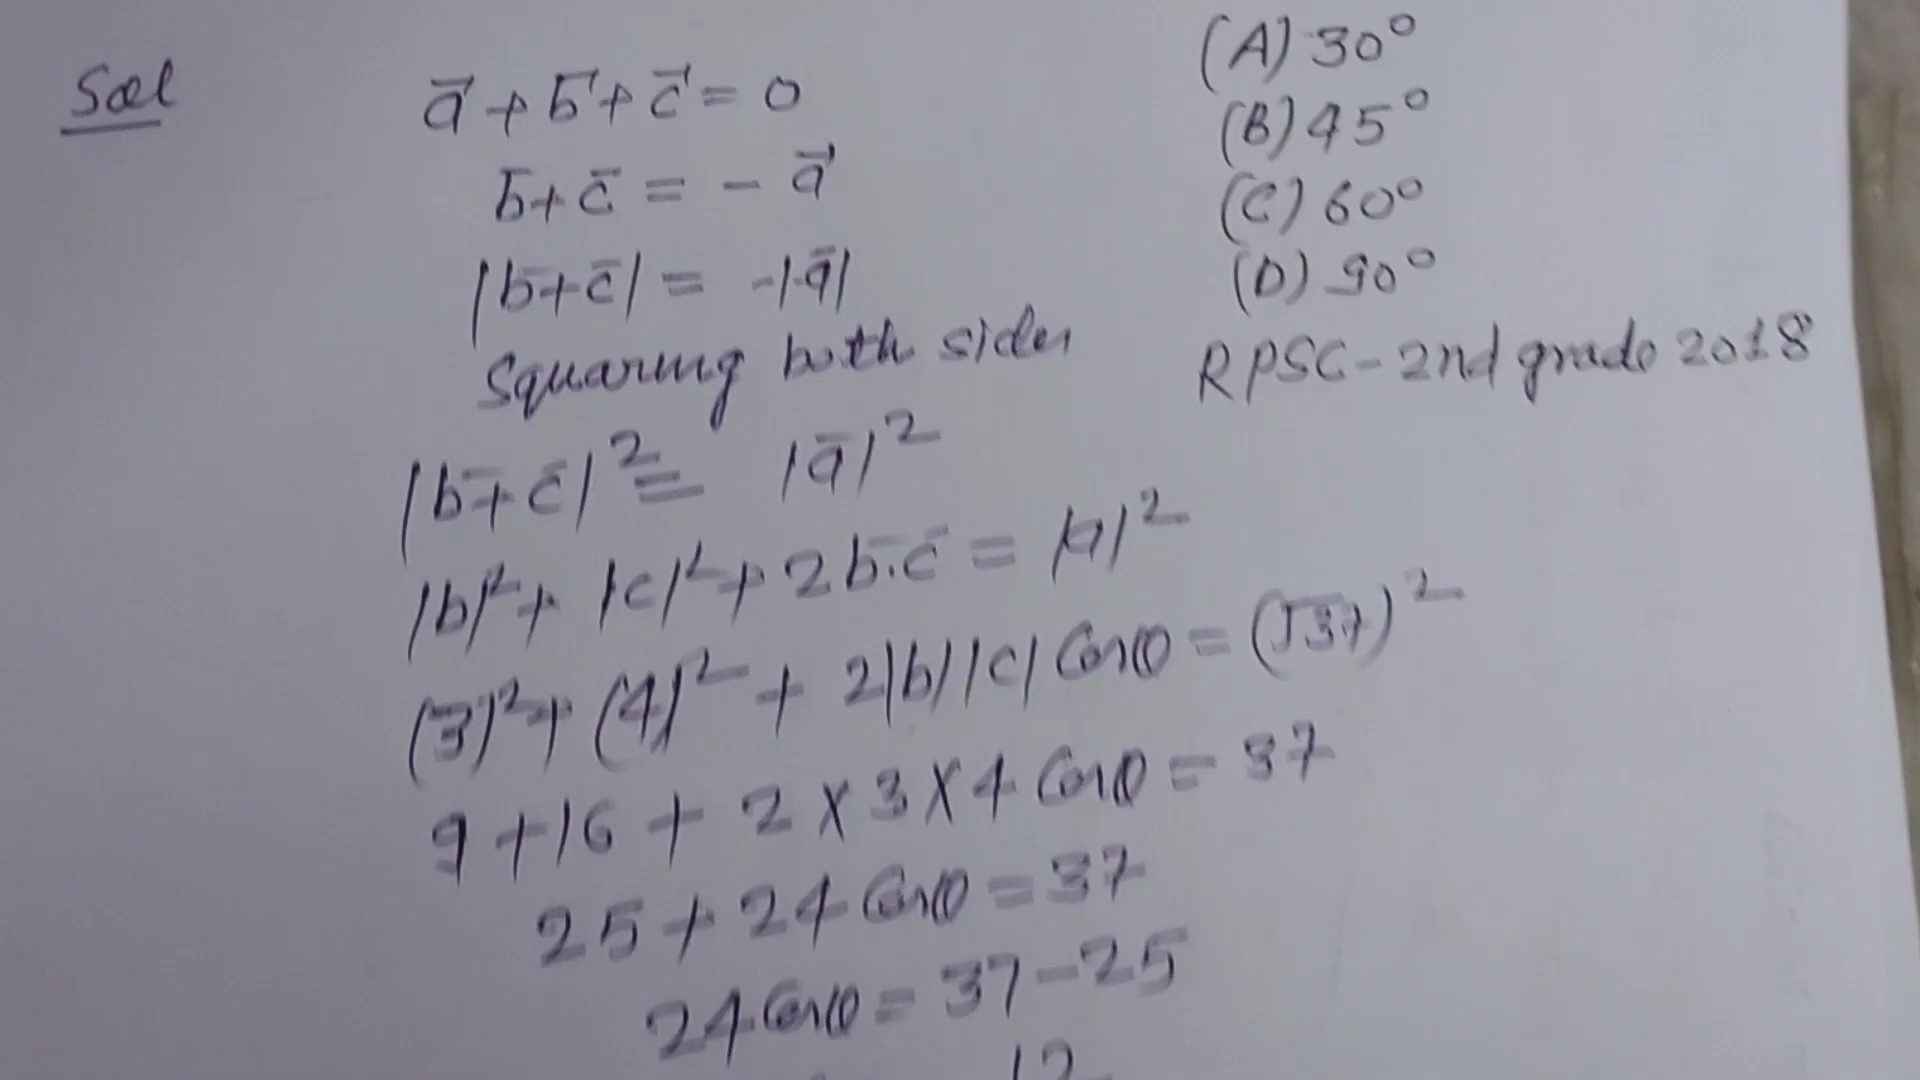 Sol
a⃗ + b⃗ + c⃗ = 0
b̄ + c̄ = - a⃗
|b̄ + c̄| = -|ā|
Squaring both sides
|b̄ + c̄|² = |ā|²
|b|² + |c|² + 2b̄.c̄ = |a|²
(3)² + (4)² + 2|b||c| Cosθ = (√37)²
9 + 16 + 2 × 3 × 4 Cosθ = 37
25 + 24 Cosθ = 37
24 Cosθ = 37 - 25
12
(A) 30°
(B) 45°
(C) 60°
(D) 90°
RPSC - 2nd grade 2018